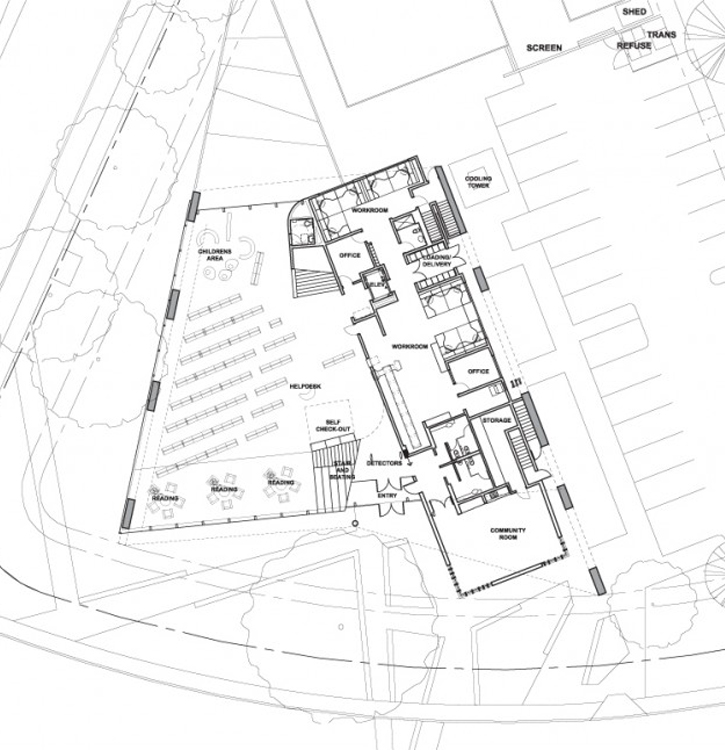 SHED
TRANS
REFUSE
SCREEN
COOLING
TOWER
WORKROOM
CHILDRENS
AREA
OFFICE
LOADING/
DELIVERY
ELEV.
WORKROOM
OFFICE
HELPDESK
STORAGE
SELF
CHECK-OUT
STAIR
AND
SEATING
DETECTORS
READING
READING
READING
ENTRY
COMMUNITY
ROOM